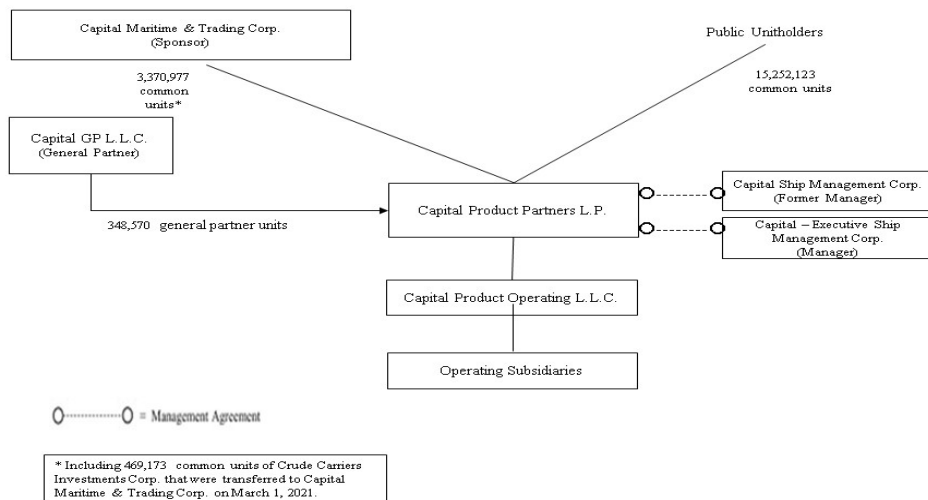 Capital Maritime & Trading Corp.
(Sponsor)
Public Unitholders
3,370,977
common
units*
15,252,123
common units
Capital GP L.L.C.
(General Partner)
348,570 general partner units
Capital Product Partners L.P.
Capital Ship Management Corp.
(Former Manager)
Capital – Executive Ship
Management Corp.
(Manager)
Capital Product Operating L.L.C.
Operating Subsidiaries
= Management Agreement
* Including 469,173 common units of Crude Carriers
Investments Corp. that were transferred to Capital
Maritime & Trading Corp. on March 1, 2021.